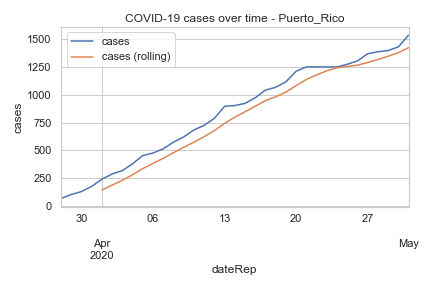 COVID-19 cases over time - Puerto_Rico
cases
cases (rolling)
1500
1250
1000
750
500
250
0
cases
30 06 13 20 27
Apr May
2020
dateRep